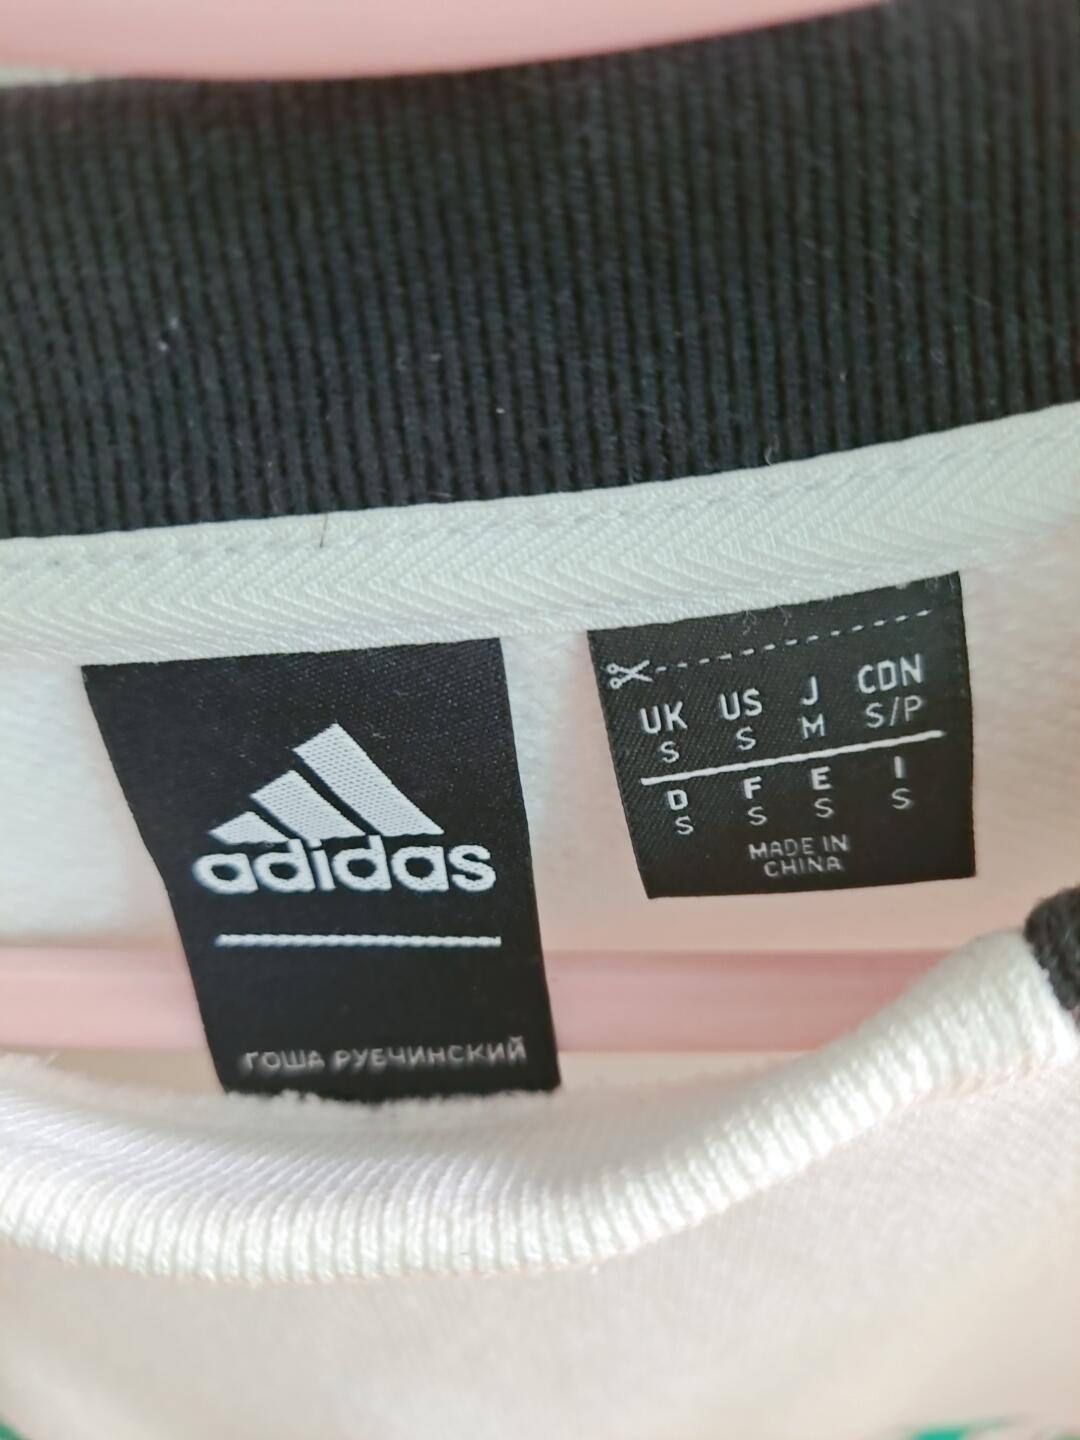 adidas
ГОША РУБЧИНСКИЙ
UK US J CDN
S S M S/P
D F E I
S S S S
MADE IN
CHINA